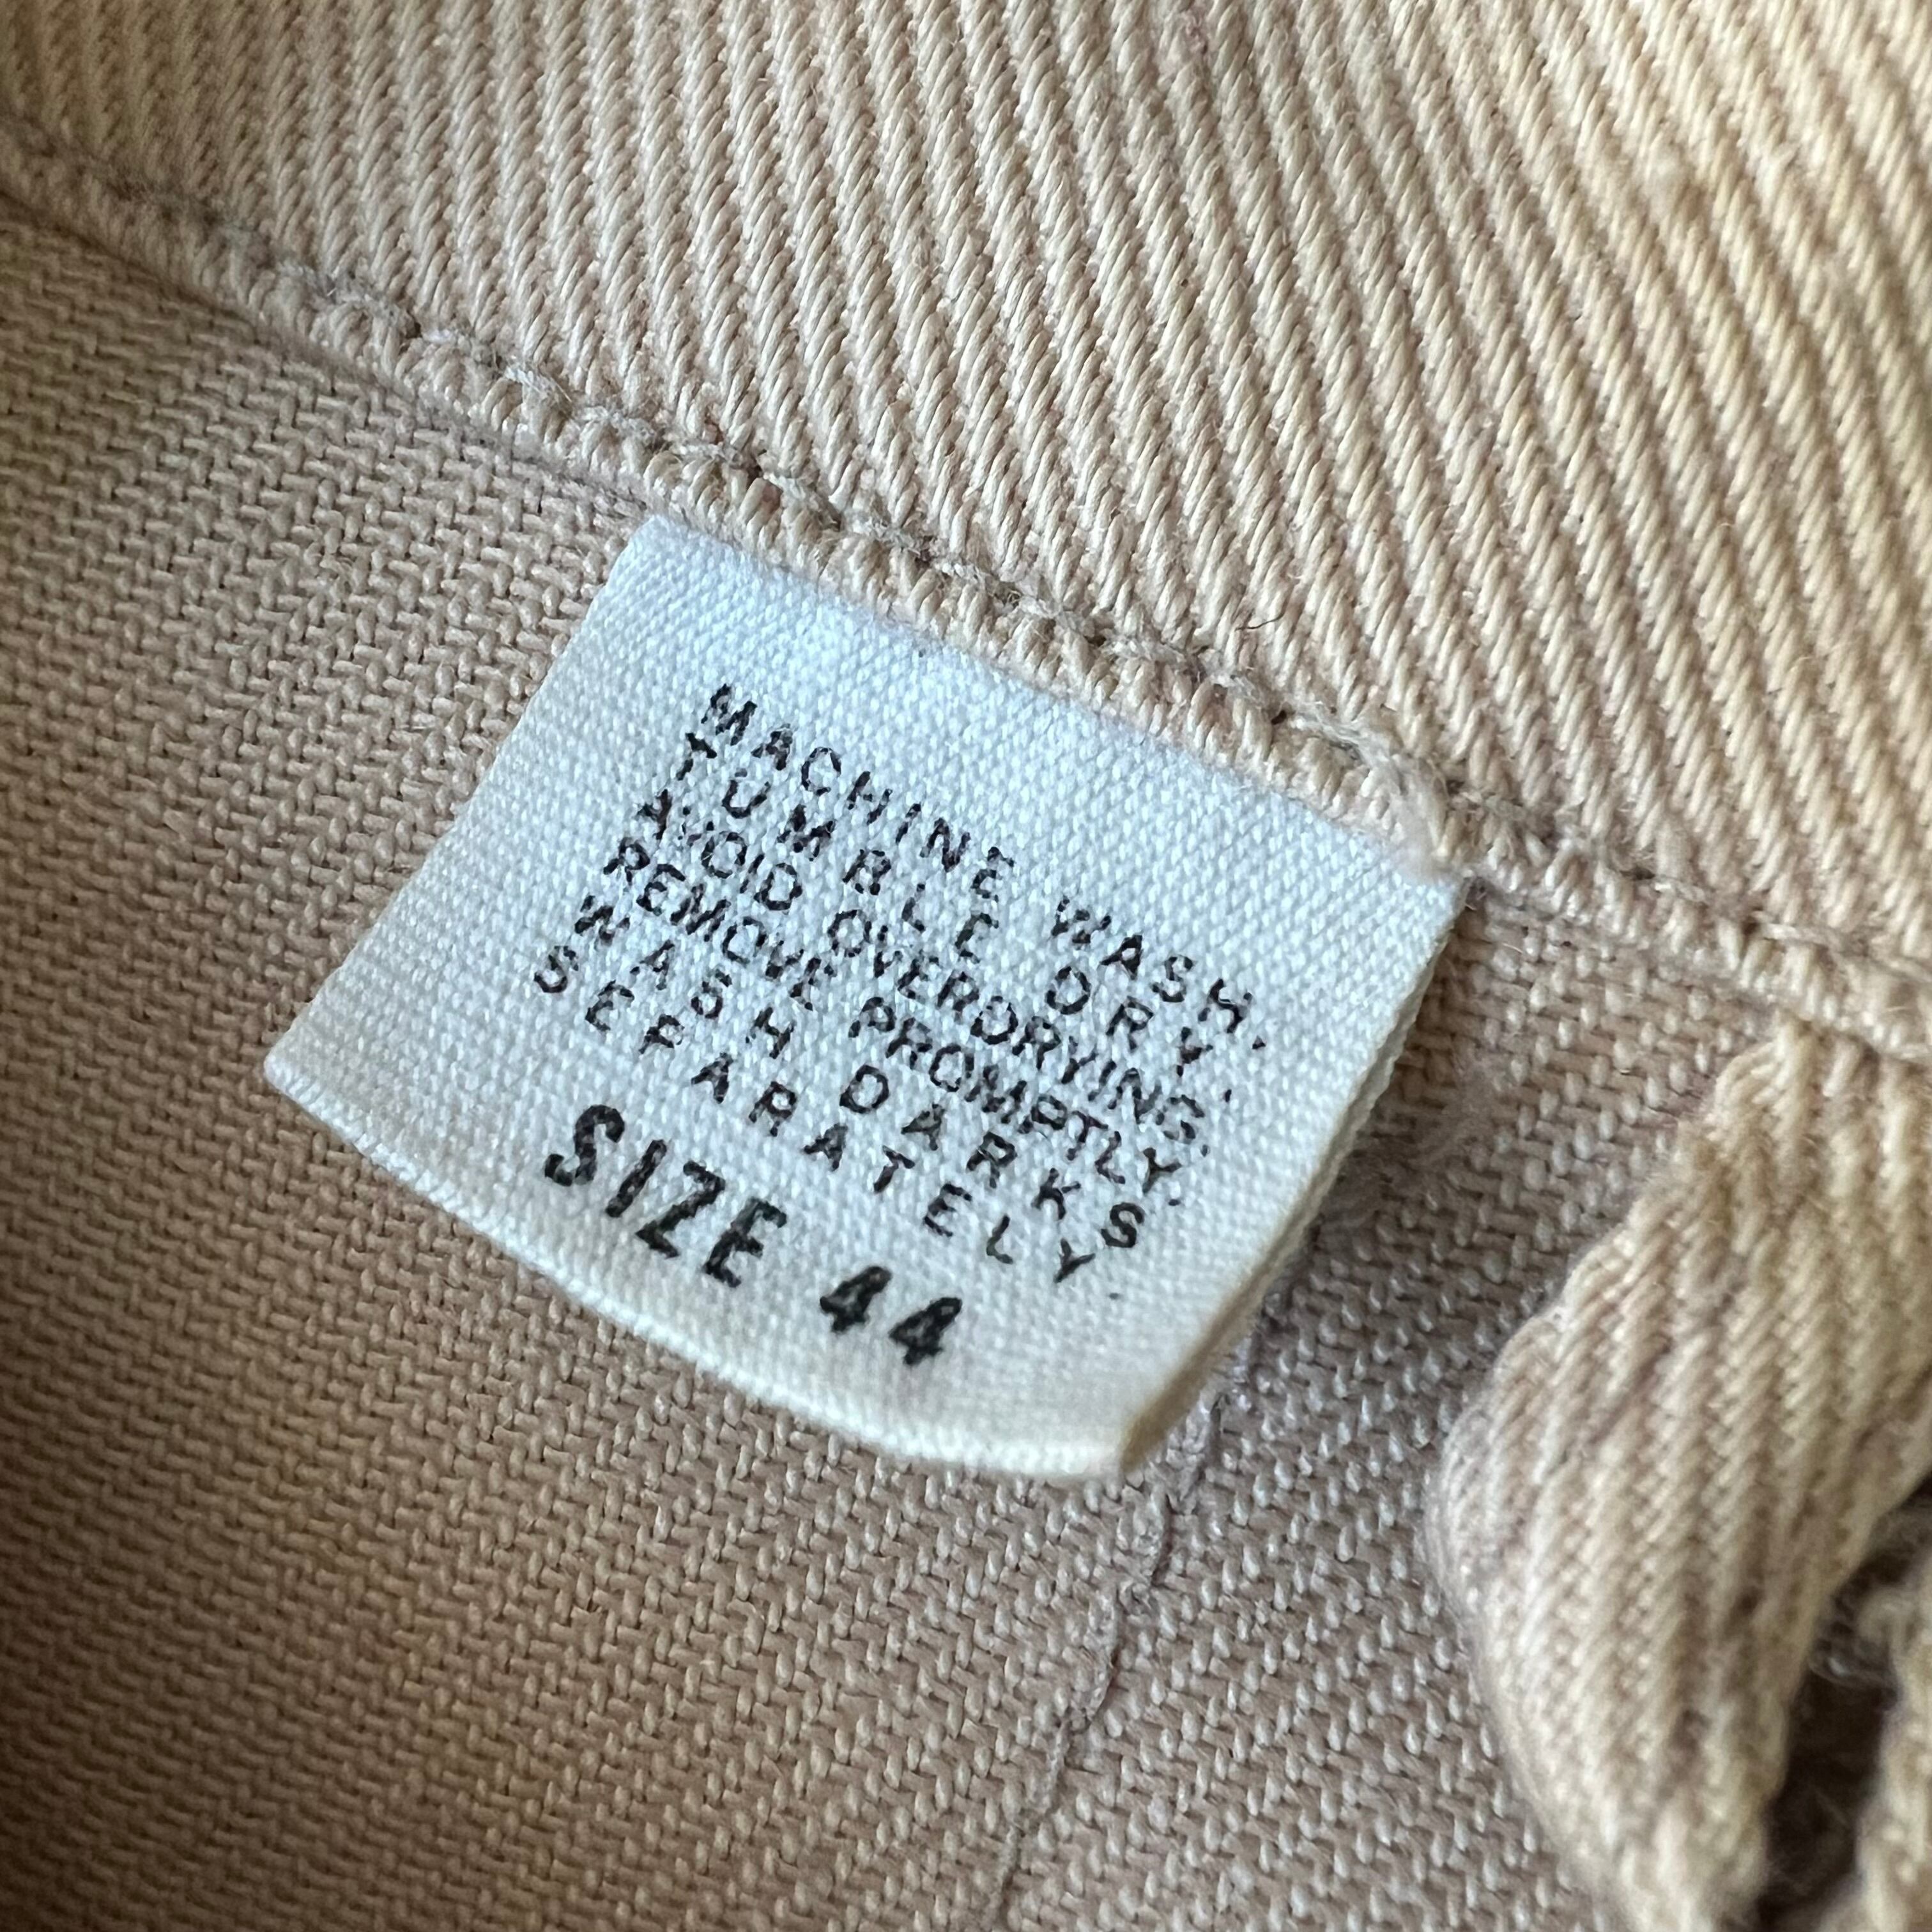 MACHINE WASH.
TUMBLE DRY.
AVOID OVERDRYING.
REMOVE PROMPTLY.
WASH DARKS
SEPARATELY.
SIZE 44